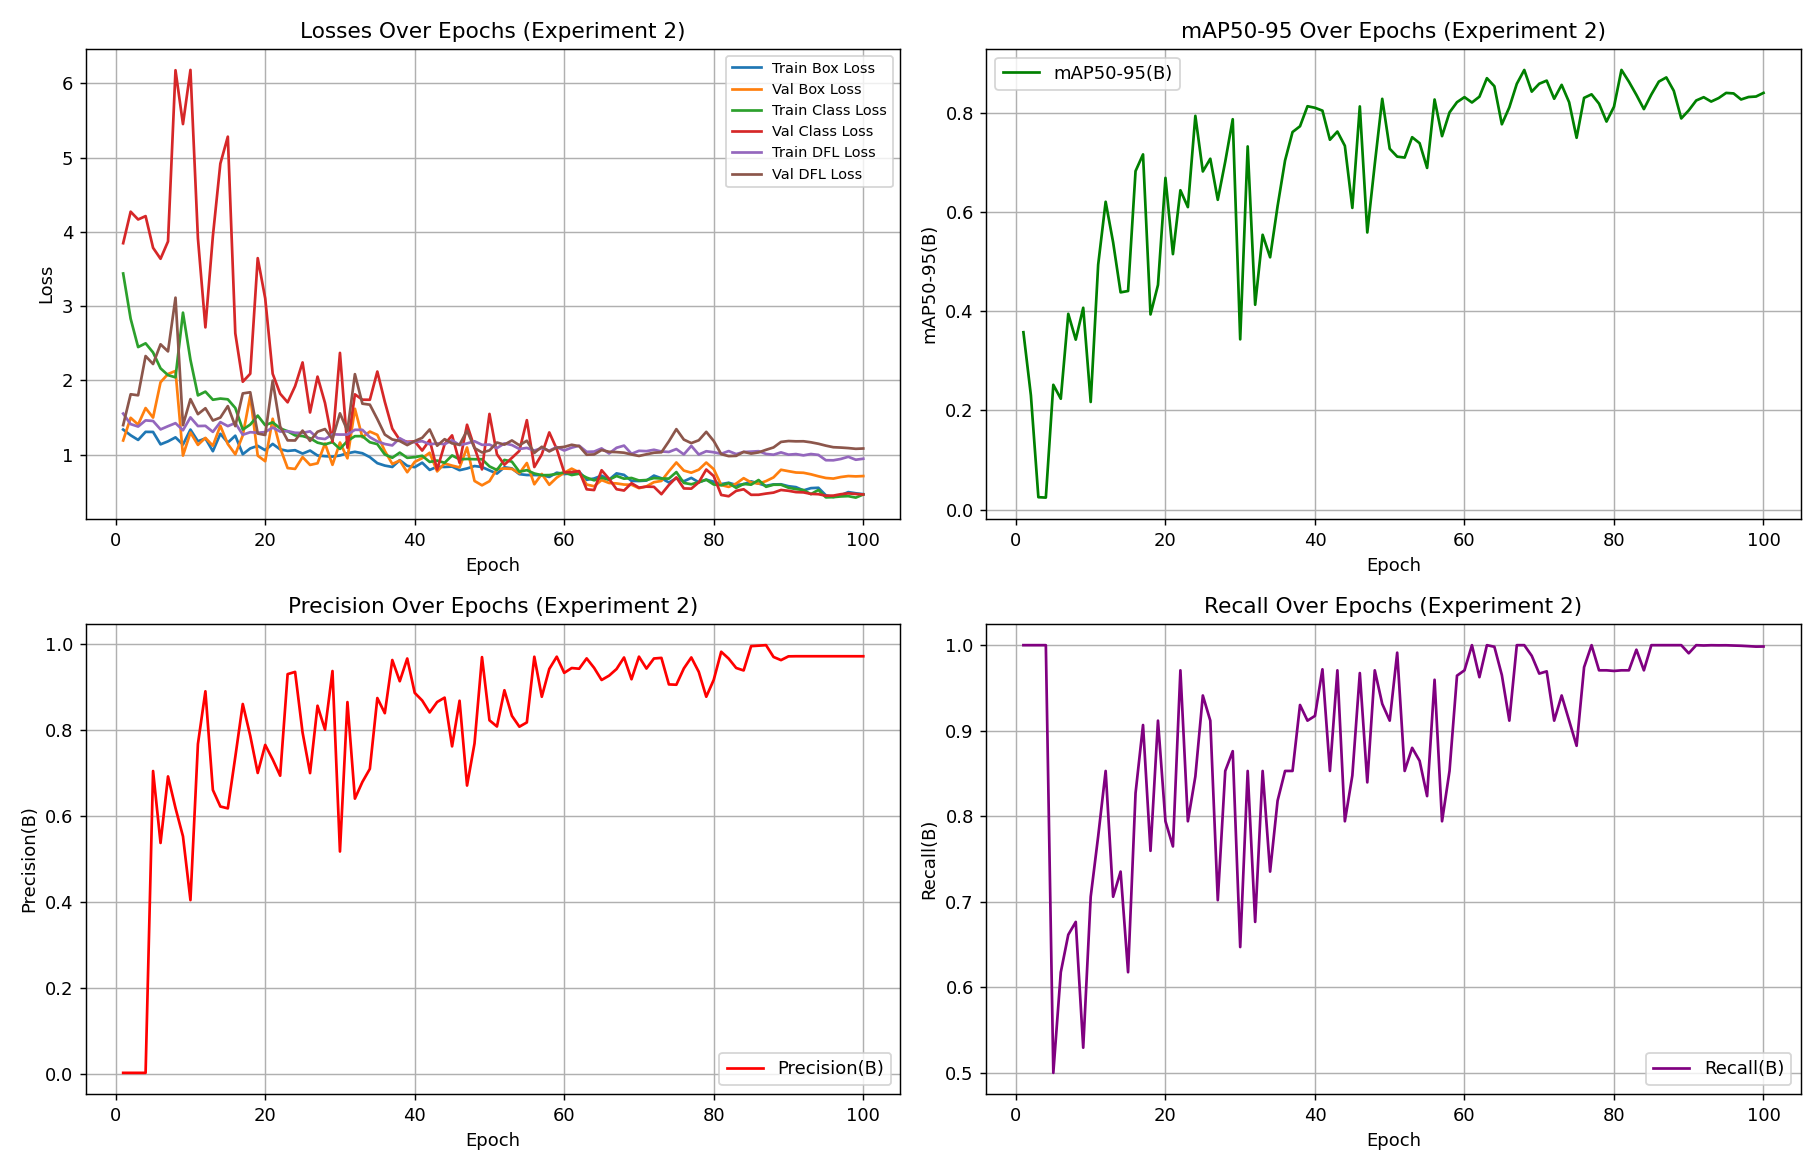 Losses Over Epochs (Experiment 2)
6
5
4
3
2
1
Loss
0 20 40 60 80 100
Epoch
Train Box Loss
Val Box Loss
Train Class Loss
Val Class Loss
Train DFL Loss
Val DFL Loss
mAP50-95 Over Epochs (Experiment 2)
0.8
0.6
0.4
0.2
0.0
mAP50-95(B)
0 20 40 60 80 100
Epoch
mAP50-95(B)
Precision Over Epochs (Experiment 2)
1.0
0.8
0.6
0.4
0.2
0.0
Precision(B)
0 20 40 60 80 100
Epoch
Precision(B)
Recall Over Epochs (Experiment 2)
1.0
0.9
0.8
0.7
0.6
0.5
Recall(B)
0 20 40 60 80 100
Epoch
Recall(B)